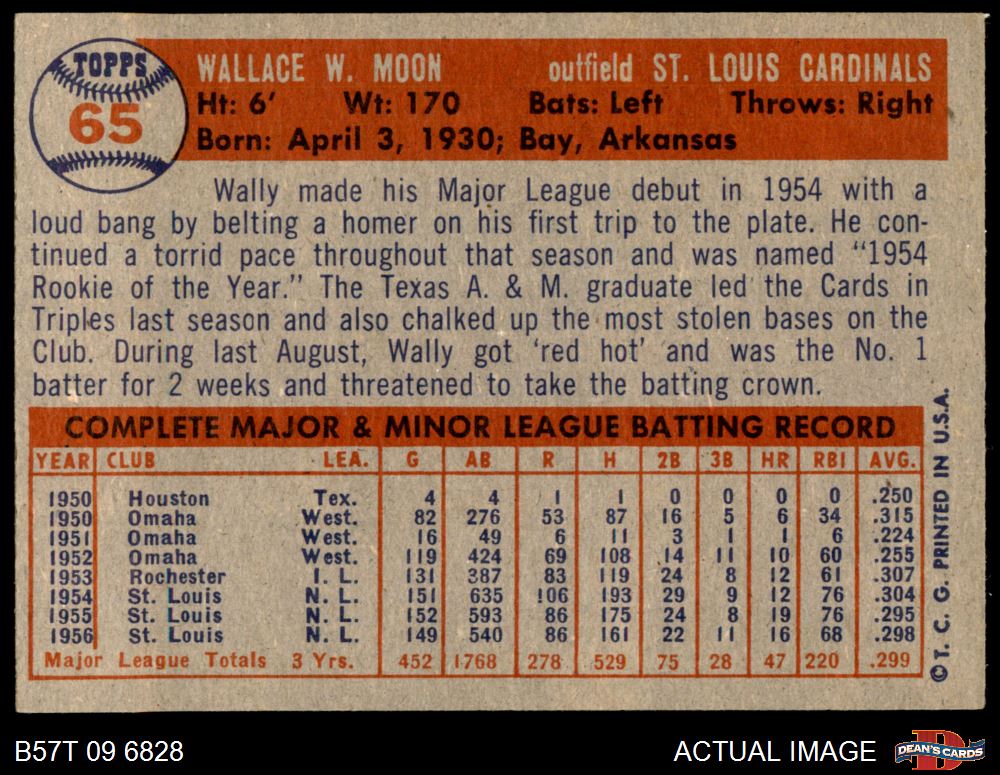 TOPPS
65
WALLACE W. MOON outfield ST. LOUIS CARDINALS
Ht: 6' Wt: 170 Bats: Left Throws: Right
Born: April 3, 1930; Bay, Arkansas
Wally made his Major League debut in 1954 with a
loud bang by belting a homer on his first trip to the plate. He con-
tinued a torrid pace throughout that season and was named "1954
Rookie of the Year." The Texas A. & M. graduate led the Cards in
Triples last season and also chalked up the most stolen bases on the
Club. During last August, Wally got 'red hot' and was the No. 1
batter for 2 weeks and threatened to take the batting crown.
COMPLETE MAJOR & MINOR LEAGUE BATTING RECORD
YEAR CLUB LEA. G AB R H 2B 3B HR RBI AVG.
1950 Houston Tex. 4 4 1 1 0 0 0 0 .250
1950 Omaha West. 82 276 53 87 16 5 6 34 .315
1951 Omaha West. 16 49 6 11 3 1 1 6 .224
1952 Omaha West. 119 424 69 108 14 11 10 60 .255
1953 Rochester I. L. 131 387 83 119 24 8 12 61 .307
1954 St. Louis N. L. 151 635 106 193 29 9 12 76 .304
1955 St. Louis N. L. 152 593 86 175 24 8 19 76 .295
1956 St. Louis N. L. 149 540 86 161 22 11 16 68 .298
Major League Totals 3 Yrs. 452 1768 278 529 75 28 47 220 .299
© T. C. G. PRINTED IN U.S.A.
B57T 09 6828
ACTUAL IMAGE
DEAN'S CARDS